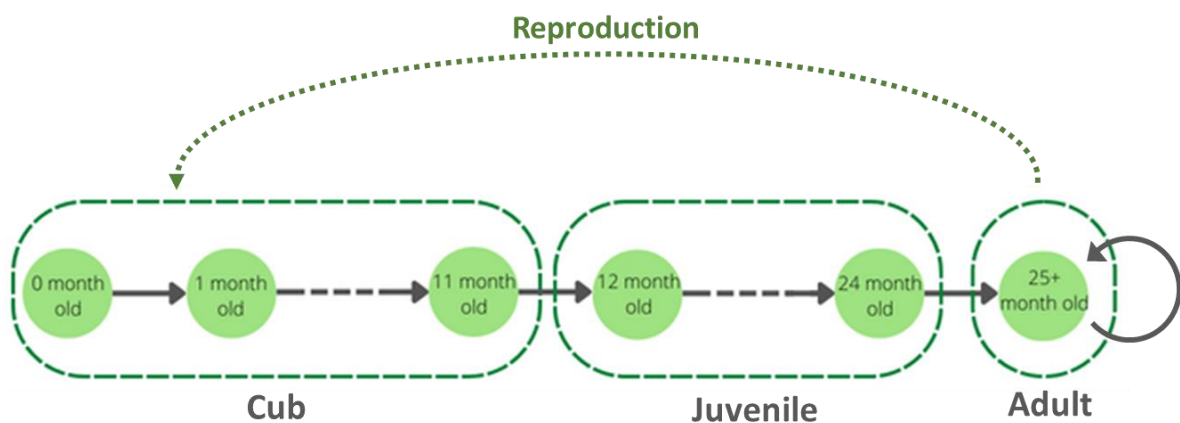 Reproduction
0 month
old
1 month
old
11 month
old
12 month
old
24 month
old
25+
month old
Cub
Juvenile
Adult